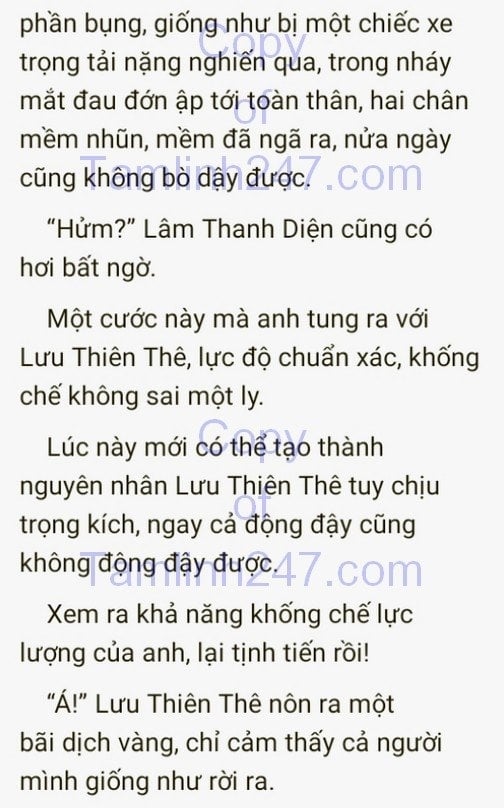 phần bụng, giống như bị một chiếc xe
Copy
trọng tải nặng nghiến qua, trong nháy
mắt đau đớn ập tới toàn thân, hai chân
of
mềm nhũn, mềm đã ngã ra, nửa ngày
Tamlinh247.com
cũng không bò dậy được.
“Hửm?” Lâm Thanh Diện cũng có
hơi bất ngờ.
Một cước này mà anh tung ra với
Lưu Thiên Thê, lực độ chuẩn xác, khống
chế không sai một ly.
Copy
Lúc này mới có thể tạo thành
nguyên nhân Lưu Thiên Thê tuy chịu
of
trọng kích, ngay cả động đậy cũng
không động đậy được.
Tamlinh247.com
Xem ra khả năng khống chế lực
lượng của anh, lại tịnh tiến rồi!
“Á!” Lưu Thiên Thê nôn ra một
bãi dịch vàng, chỉ cảm thấy cả người
mình giống như rời ra.